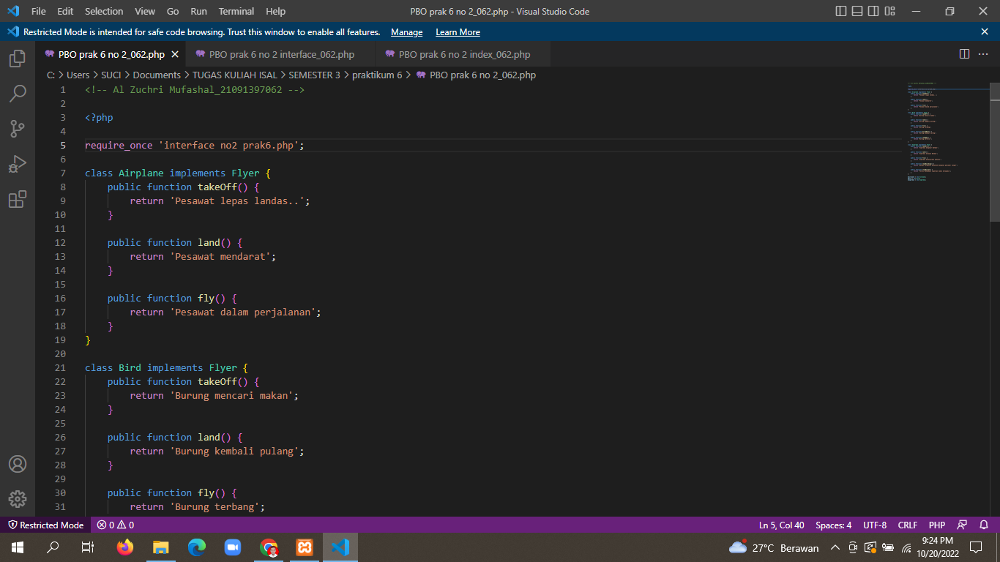 File Edit Selection View Go Run Terminal Help PBO prak 6 no 2_062.php - Visual Studio Code
Restricted Mode is intended for safe code browsing. Trust this window to enable all features. Manage Learn More
PBO prak 6 no 2_062.php PBO prak 6 no 2 interface_062.php PBO prak 6 no 2 index_062.php
C: > Users > SUCI > Documents > TUGAS KULIAH ISAL > SEMESTER 3 > praktikum 6 > PBO prak 6 no 2_062.php
1 <!-- Al Zuchri Mufashal_21091397062 -->
2
3 <?php
4
5 require_once 'interface no2 prak6.php';
6
7 class Airplane implements Flyer {
8 public function takeOff() {
9 return 'Pesawat lepas landas..';
10 }
11
12 public function land() {
13 return 'Pesawat mendarat';
14 }
15
16 public function fly() {
17 return 'Pesawat dalam perjalanan';
18 }
19 }
20
21 class Bird implements Flyer {
22 public function takeOff() {
23 return 'Burung mencari makan';
24 }
25
26 public function land() {
27 return 'Burung kembali pulang';
28 }
29
30 public function fly() {
31 return 'Burung terbang';
Restricted Mode 0 0 Ln 5, Col 40 Spaces: 4 UTF-8 CRLF PHP
27°C Berawan 9:24 PM
10/20/2022